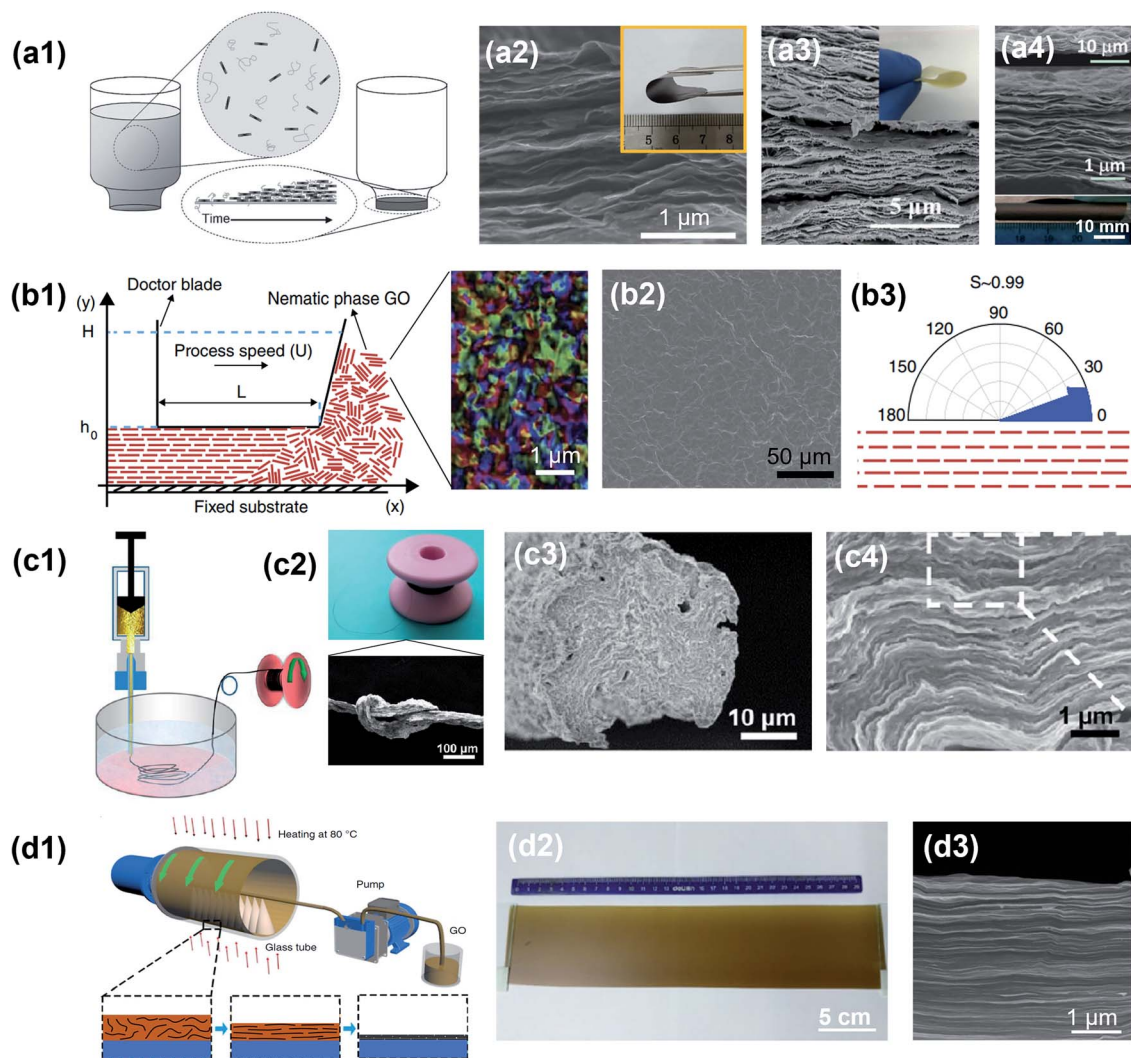 (a1)
Time
(a2)
5 6 7 8
1 μm
(a3)
5 μm
(a4)
10 μm
1 μm
10 mm
(b1)
(y)
Doctor blade
Nematic phase GO
H
Process speed (U)
L
h0
Fixed substrate
(x)
1 μm
(b2)
50 μm
(b3)
S~0.99
90
120
60
150
30
180
0
(c1)
(c2)
100 μm
(c3)
10 μm
(c4)
1 μm
(d1)
Heating at 80 °C
Pump
GO
Glass tube
(d2)
5 cm
(d3)
1 μm